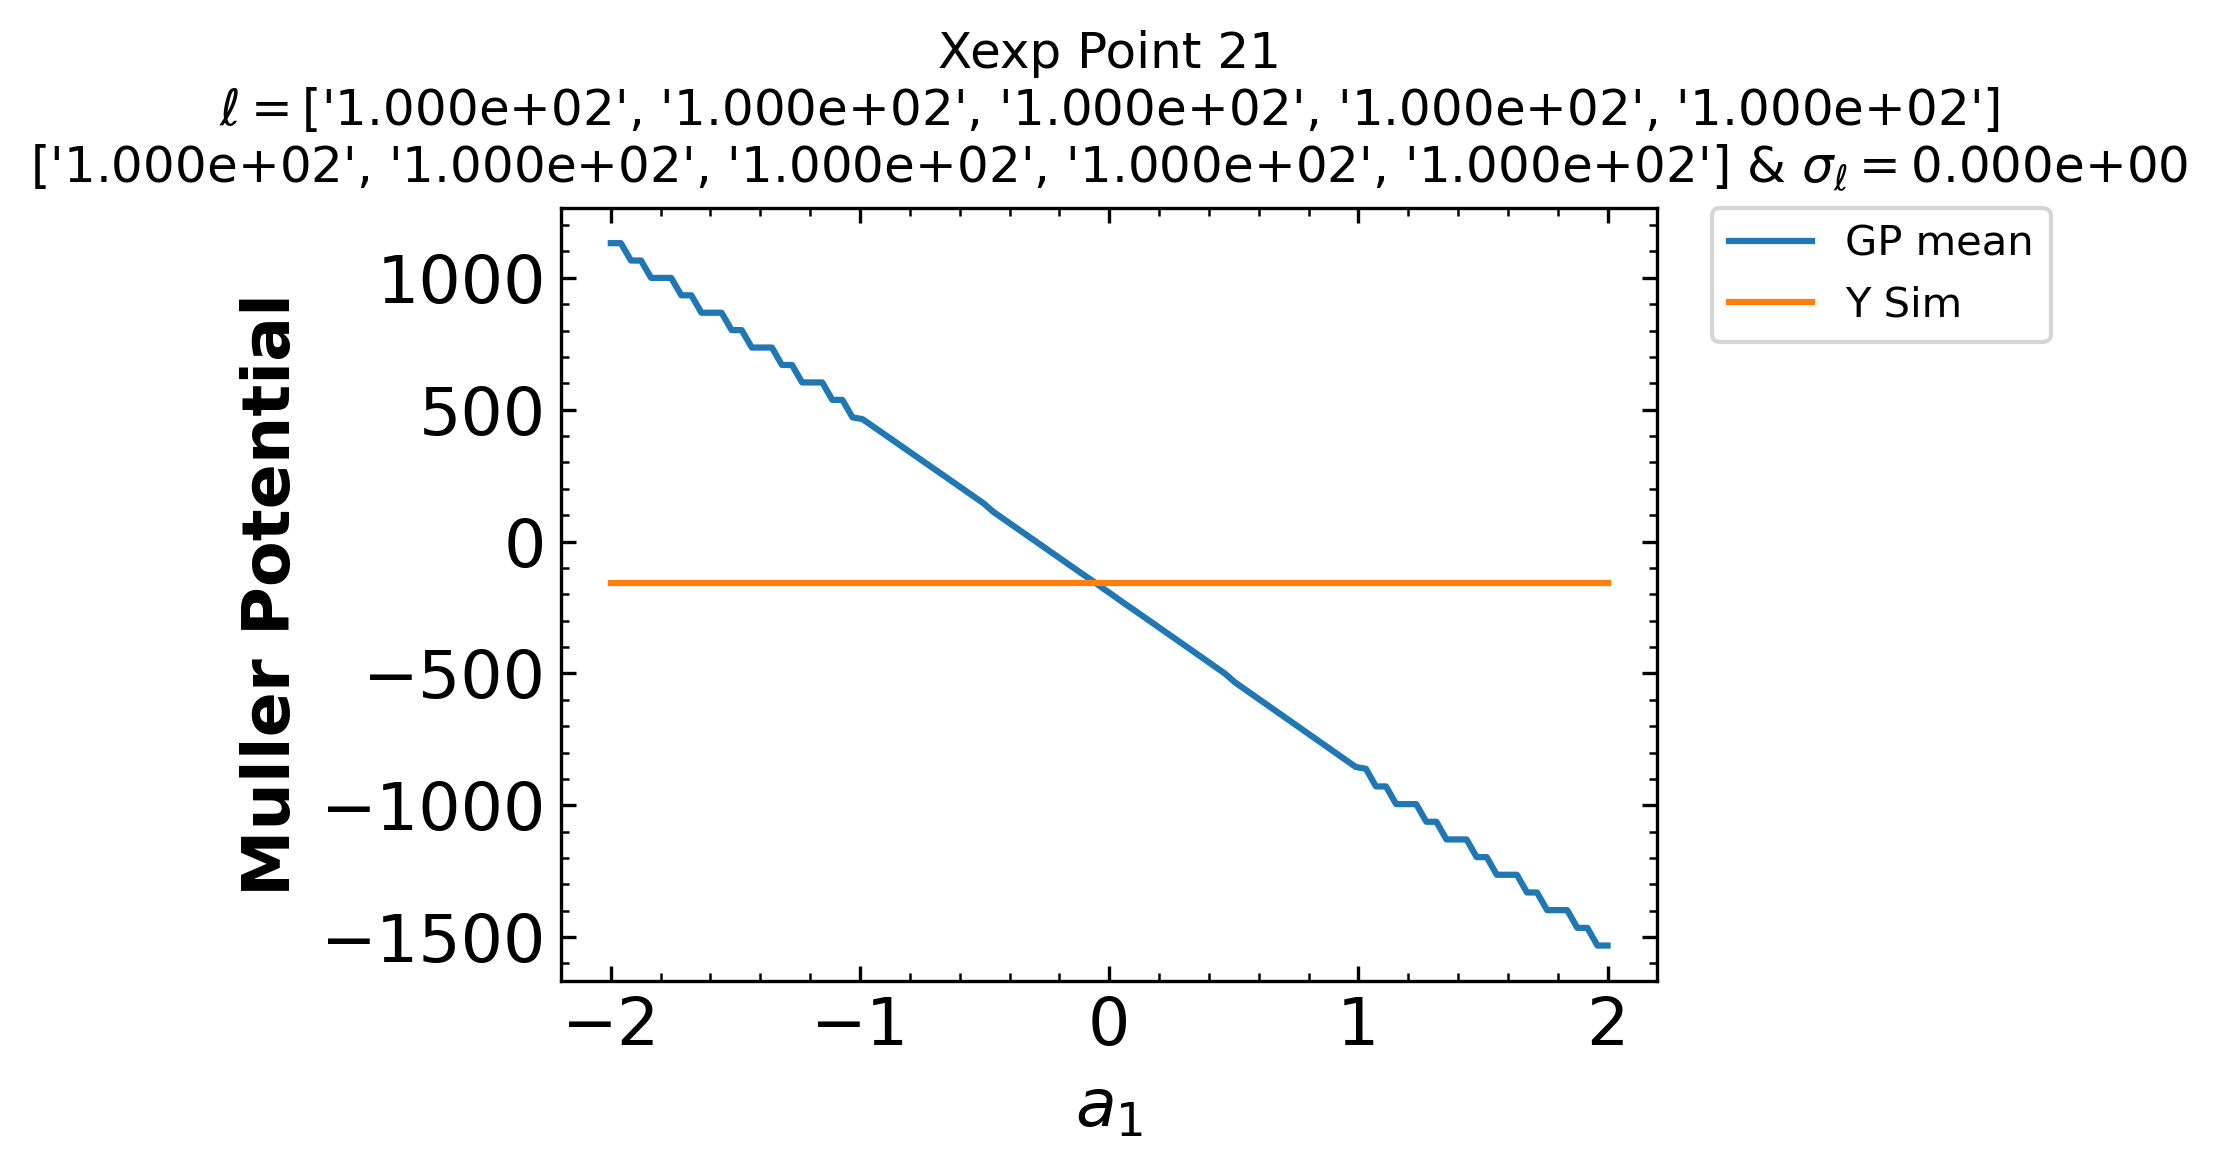 Xexp Point 21
ℓ = ['1.000e+02', '1.000e+02', '1.000e+02', '1.000e+02', '1.000e+02']
['1.000e+02', '1.000e+02', '1.000e+02', '1.000e+02', '1.000e+02'] & σℓ = 0.000e+00
GP mean
Y Sim
Muller Potential
1000
500
0
−500
−1000
−1500
−2 −1 0 1 2
a₁